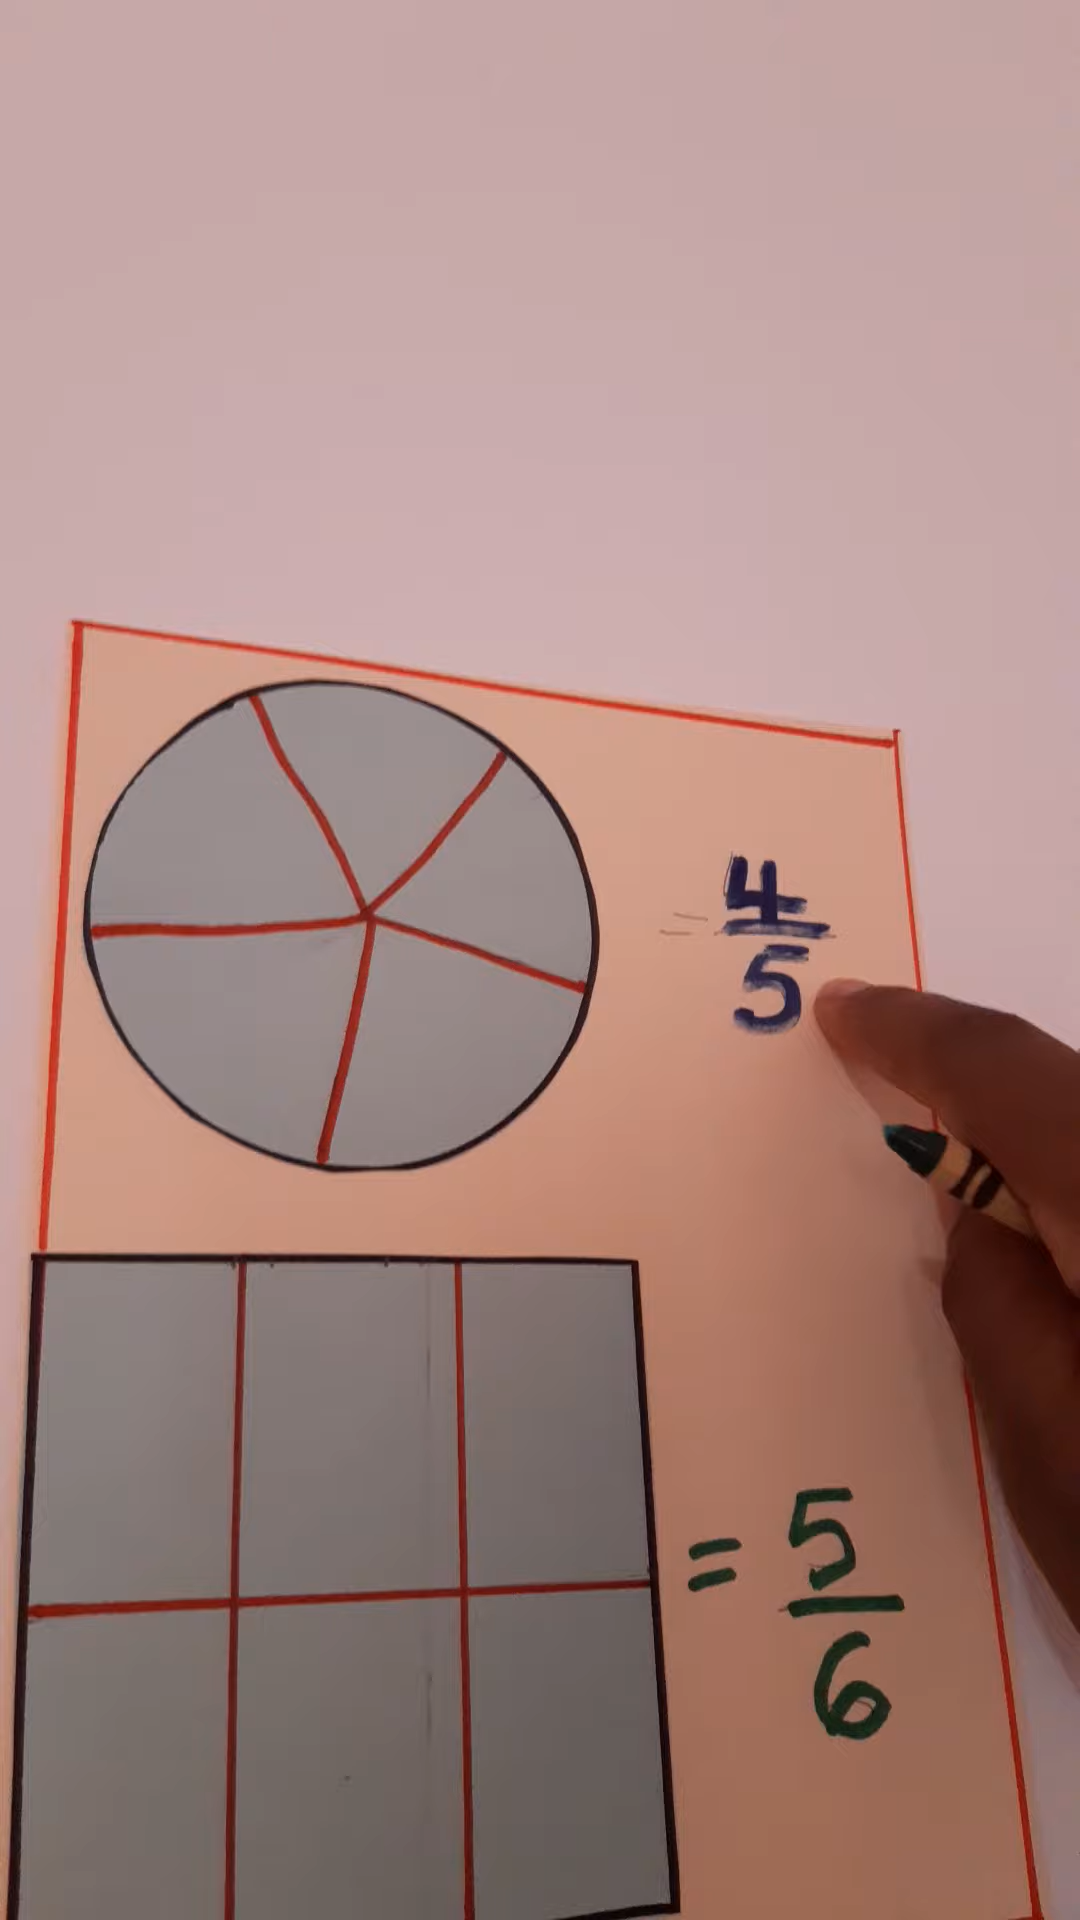 = 4/5
= 5/6